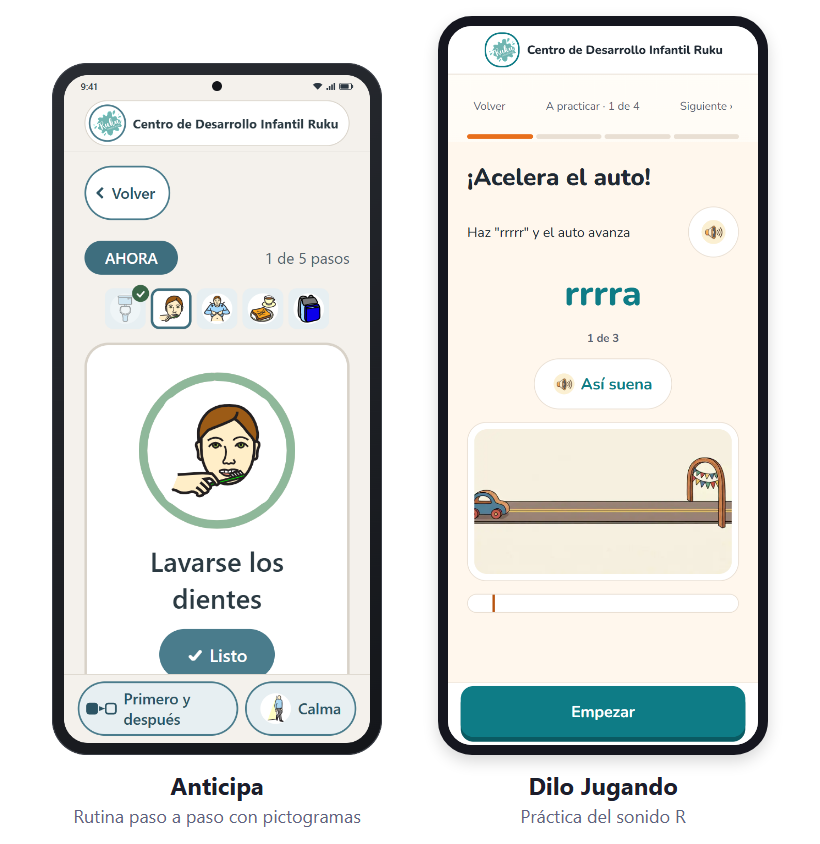 9:41
Ruku
Centro de Desarrollo Infantil Ruku
Volver
AHORA
1 de 5 pasos
Lavarse los
dientes
Listo
Primero y
después
Calma
Anticipa
Rutina paso a paso con pictogramas
Ruku
Centro de Desarrollo Infantil Ruku
Volver
A practicar · 1 de 4
Siguiente ›
¡Acelera el auto!
Haz "rrrrr" y el auto avanza
rrrra
1 de 3
Así suena
Empezar
Dilo Jugando
Práctica del sonido R